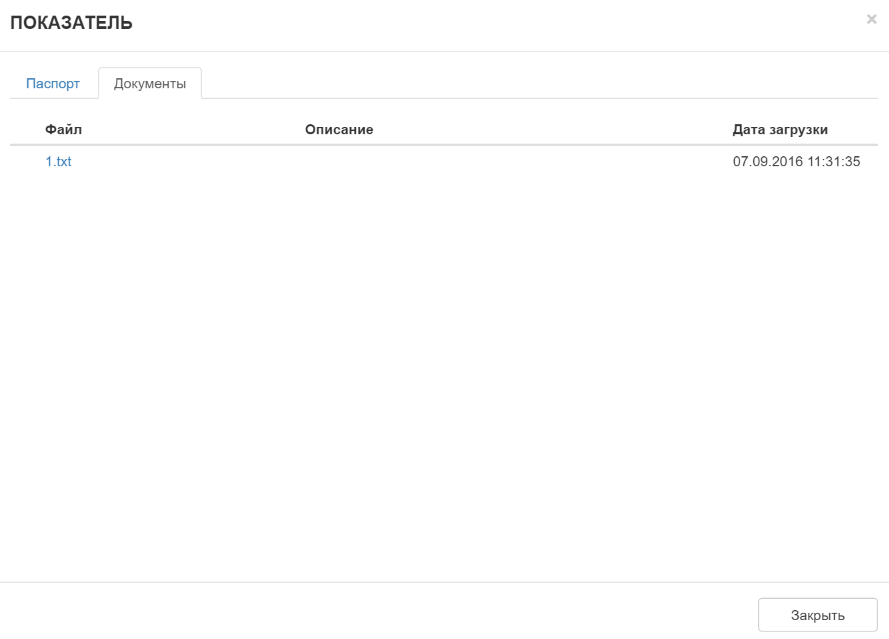 ПОКАЗАТЕЛЬ ×
Паспорт Документы
Файл Описание Дата загрузки
1.txt 07.09.2016 11:31:35
Закрыть